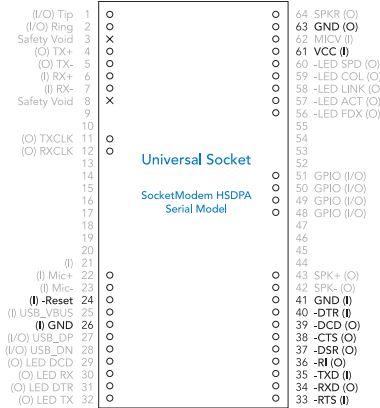 (I/O) Tip 1
(I/O) Ring 2
Safety Void 3
(O) TX+ 4
(O) TX- 5
(I) RX+ 6
(I) RX- 7
Safety Void 8
9
10
(O) TXCLK 11
(O) RXCLK 12
13
14
15
16
17
18
19
20
(I) 21
(I) Mic+ 22
(I) Mic- 23
(I) -Reset 24
(I) USB_VBUS 25
(I) GND 26
(I/O) USB_DP 27
(I/O) USB_DN 28
(O) LED DCD 29
(O) LED RX 30
(O) LED DTR 31
(O) LED TX 32
Universal Socket
SocketModem HSDPA
Serial Model
64 SPKR (O)
63 GND (O)
62 MICV (I)
61 VCC (I)
60 -LED SPD (O)
59 -LED COL (O)
58 -LED LINK (O)
57 -LED ACT (O)
56 -LED FDX (O)
55
54
53
52
51 GPIO (I/O)
50 GPIO (I/O)
49 GPIO (I/O)
48 GPIO (I/O)
47
46
45
44
43 SPK+ (O)
42 SPK- (O)
41 GND (I)
40 -DTR (I)
39 -DCD (O)
38 -CTS (O)
37 -DSR (O)
36 -RI (O)
35 -TXD (I)
34 -RXD (O)
33 -RTS (I)